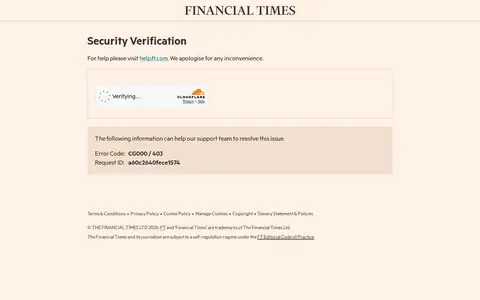 FINANCIAL TIMES
Security Verification
For help please visit help.ft.com. We apologise for any inconvenience.
Verifying...
CLOUDFLARE
Privacy • Help
The following information can help our support team to resolve this issue.
Error Code: CG000 / 403
Request ID: a60c2640fece1574
Terms & Conditions • Privacy Policy • Cookie Policy • Manage Cookies • Copyright • Slavery Statement & Policies
© THE FINANCIAL TIMES LTD 2026. FT and 'Financial Times' are trademarks of The Financial Times Ltd.
The Financial Times and its journalism are subject to a self-regulation regime under the FT Editorial Code of Practice.